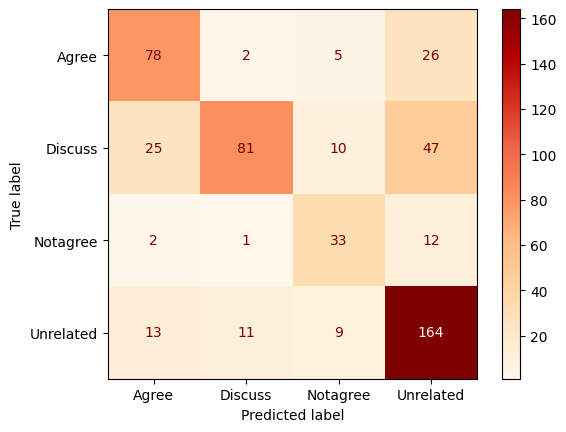 Agree 78 2 5 26
Discuss 25 81 10 47
Notagree 2 1 33 12
Unrelated 13 11 9 164
Agree Discuss Notagree Unrelated
Predicted label
True label
160
140
120
100
80
60
40
20